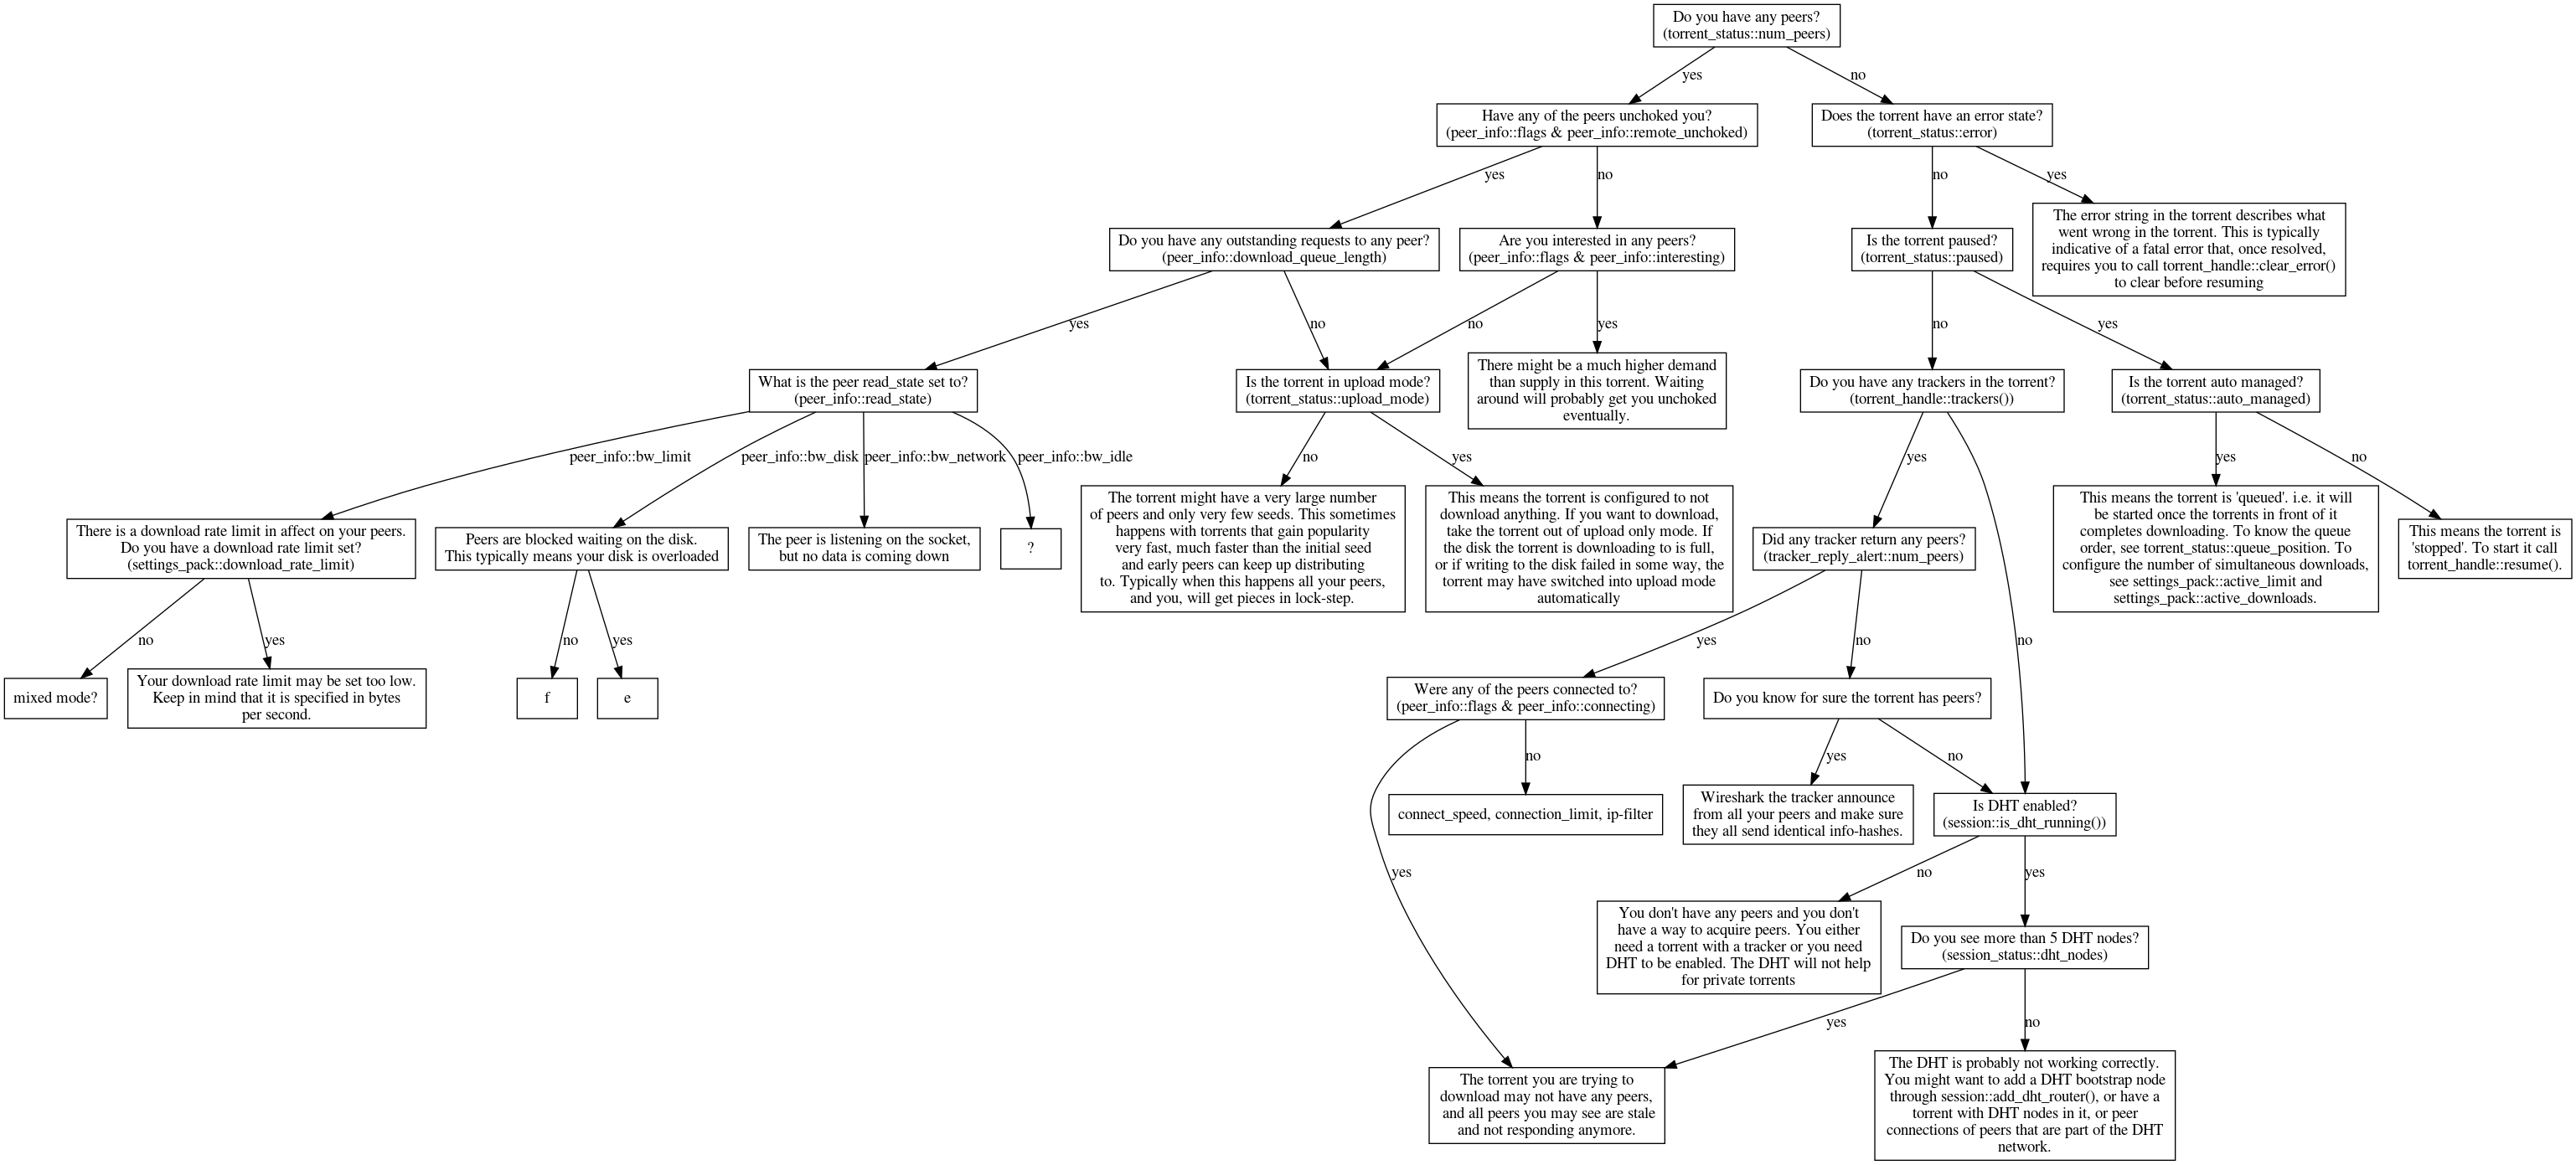 Do you have any peers?
(torrent_status::num_peers)
yes
no
Have any of the peers unchoked you?
(peer_info::flags & peer_info::remote_unchoked)
Does the torrent have an error state?
(torrent_status::error)
yes
no
no
yes
Do you have any outstanding requests to any peer?
(peer_info::download_queue_length)
Are you interested in any peers?
(peer_info::flags & peer_info::interesting)
Is the torrent paused?
(torrent_status::paused)
The error string in the torrent describes what
went wrong in the torrent. This is typically
indicative of a fatal error that, once resolved,
requires you to call torrent_handle::clear_error()
to clear before resuming
yes
no
no
yes
no
yes
What is the peer read_state set to?
(peer_info::read_state)
Is the torrent in upload mode?
(torrent_status::upload_mode)
There might be a much higher demand
than supply in this torrent. Waiting
around will probably get you unchoked
eventually.
Do you have any trackers in the torrent?
(torrent_handle::trackers())
Is the torrent auto managed?
(torrent_status::auto_managed)
peer_info::bw_limit
peer_info::bw_disk
peer_info::bw_network
peer_info::bw_idle
no
yes
yes
yes
no
There is a download rate limit in affect on your peers.
Do you have a download rate limit set?
(settings_pack::download_rate_limit)
Peers are blocked waiting on the disk.
This typically means your disk is overloaded
The peer is listening on the socket,
but no data is coming down
?
The torrent might have a very large number
of peers and only very few seeds. This sometimes
happens with torrents that gain popularity
very fast, much faster than the initial seed
and early peers can keep up distributing
to. Typically when this happens all your peers,
and you, will get pieces in lock-step.
This means the torrent is configured to not
download anything. If you want to download,
take the torrent out of upload only mode. If
the disk the torrent is downloading to is full,
or if writing to the disk failed in some way, the
torrent may have switched into upload mode
automatically
Did any tracker return any peers?
(tracker_reply_alert::num_peers)
This means the torrent is 'queued'. i.e. it will
be started once the torrents in front of it
completes downloading. To know the queue
order, see torrent_status::queue_position. To
configure the number of simultaneous downloads,
see settings_pack::active_limit and
settings_pack::active_downloads.
This means the torrent is
'stopped'. To start it call
torrent_handle::resume().
no
yes
no
yes
yes
no
no
mixed mode?
Your download rate limit may be set too low.
Keep in mind that it is specified in bytes
per second.
f
e
Were any of the peers connected to?
(peer_info::flags & peer_info::connecting)
Do you know for sure the torrent has peers?
no
yes
no
connect_speed, connection_limit, ip-filter
Wireshark the tracker announce
from all your peers and make sure
they all send identical info-hashes.
Is DHT enabled?
(session::is_dht_running())
yes
no
yes
You don't have any peers and you don't
have a way to acquire peers. You either
need a torrent with a tracker or you need
DHT to be enabled. The DHT will not help
for private torrents
Do you see more than 5 DHT nodes?
(session_status::dht_nodes)
yes
no
The torrent you are trying to
download may not have any peers,
and all peers you may see are stale
and not responding anymore.
The DHT is probably not working correctly.
You might want to add a DHT bootstrap node
through session::add_dht_router(), or have a
torrent with DHT nodes in it, or peer
connections of peers that are part of the DHT
network.